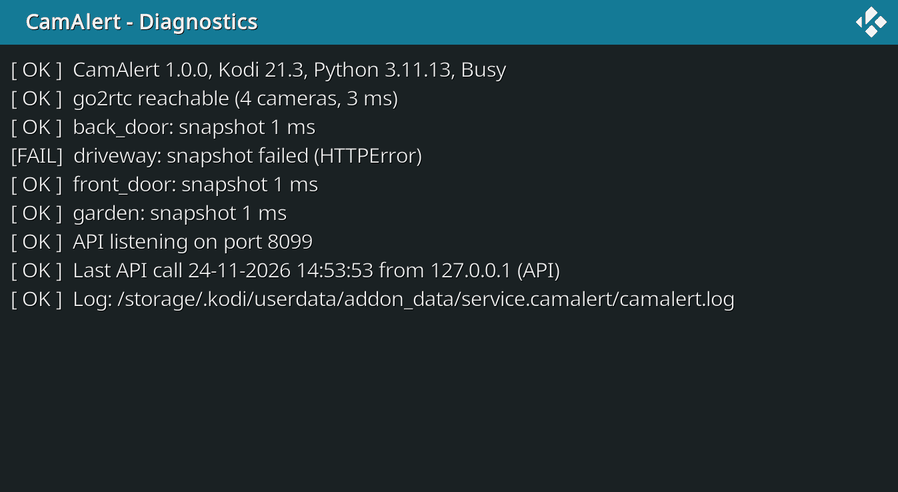 CamAlert - Diagnostics
[ OK ] CamAlert 1.0.0, Kodi 21.3, Python 3.11.13, Busy
[ OK ] go2rtc reachable (4 cameras, 3 ms)
[ OK ] back_door: snapshot 1 ms
[FAIL] driveway: snapshot failed (HTTPError)
[ OK ] front_door: snapshot 1 ms
[ OK ] garden: snapshot 1 ms
[ OK ] API listening on port 8099
[ OK ] Last API call 24-11-2026 14:53:53 from 127.0.0.1 (API)
[ OK ] Log: /storage/.kodi/userdata/addon_data/service.camalert/camalert.log